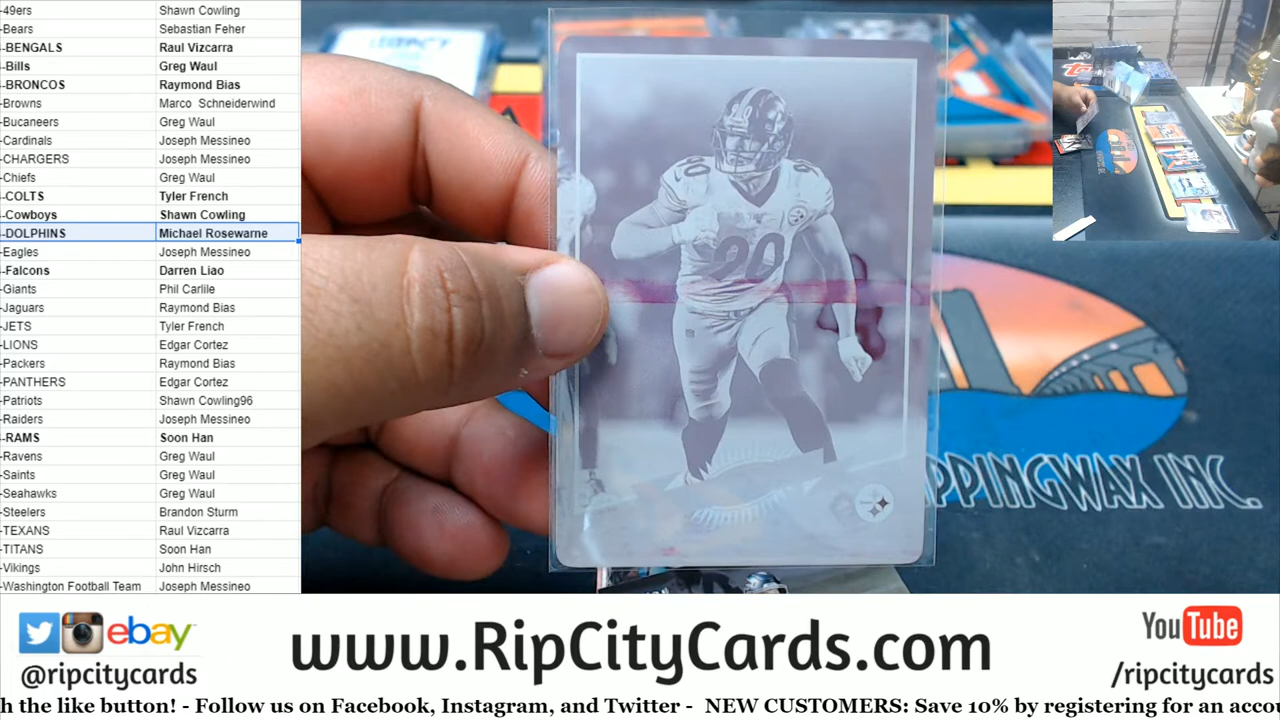 -49ers Shawn Cowling
-Bears Sebastian Feher
-BENGALS Raul Vizcarra
-Bills Greg Waul
-BRONCOS Raymond Bias
-Browns Marco Schneiderwind
-Bucaneers Greg Waul
-Cardinals Joseph Messineo
-CHARGERS Joseph Messineo
-Chiefs Greg Waul
-COLTS Tyler French
-Cowboys Shawn Cowling
-DOLPHINS Michael Rosewarne
-Eagles Joseph Messineo
-Falcons Darren Liao
-Giants Phil Carlile
-Jaguars Raymond Bias
-JETS Tyler French
-LIONS Edgar Cortez
-Packers Raymond Bias
-PANTHERS Edgar Cortez
-Patriots Shawn Cowling96
-Raiders Joseph Messineo
-RAMS Soon Han
-Ravens Greg Waul
-Saints Greg Waul
-Seahawks Greg Waul
-Steelers Brandon Sturm
-TEXANS Raul Vizcarra
-TITANS Soon Han
-Vikings John Hirsch
-Washington Football Team Joseph Messineo
90
90
PPINGWAX INC.
ebay
@ripcitycards
www.RipCityCards.com
YouTube
/ripcitycards
h the like button! - Follow us on Facebook, Instagram, and Twitter - NEW CUSTOMERS: Save 10% by registering for an accou